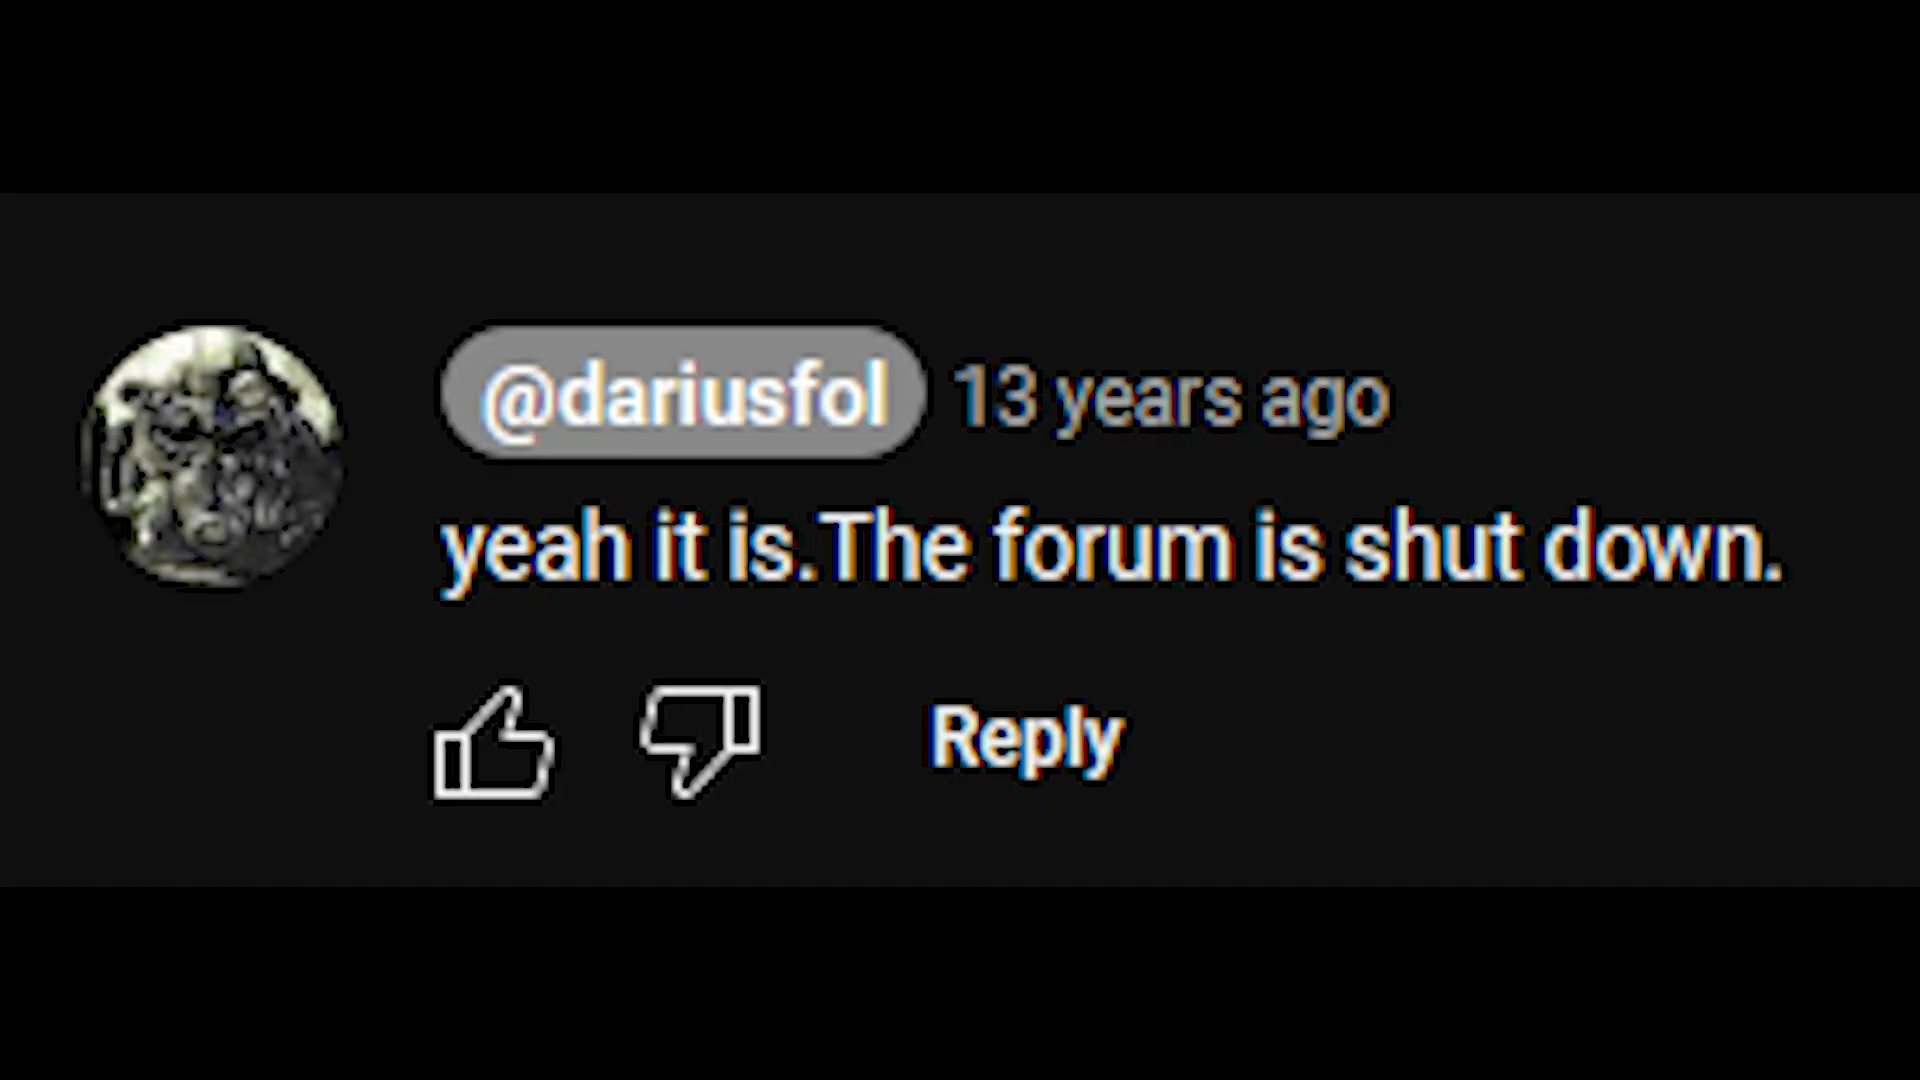 @dariusfol 13 years ago
yeah it is.The forum is shut down.
Reply